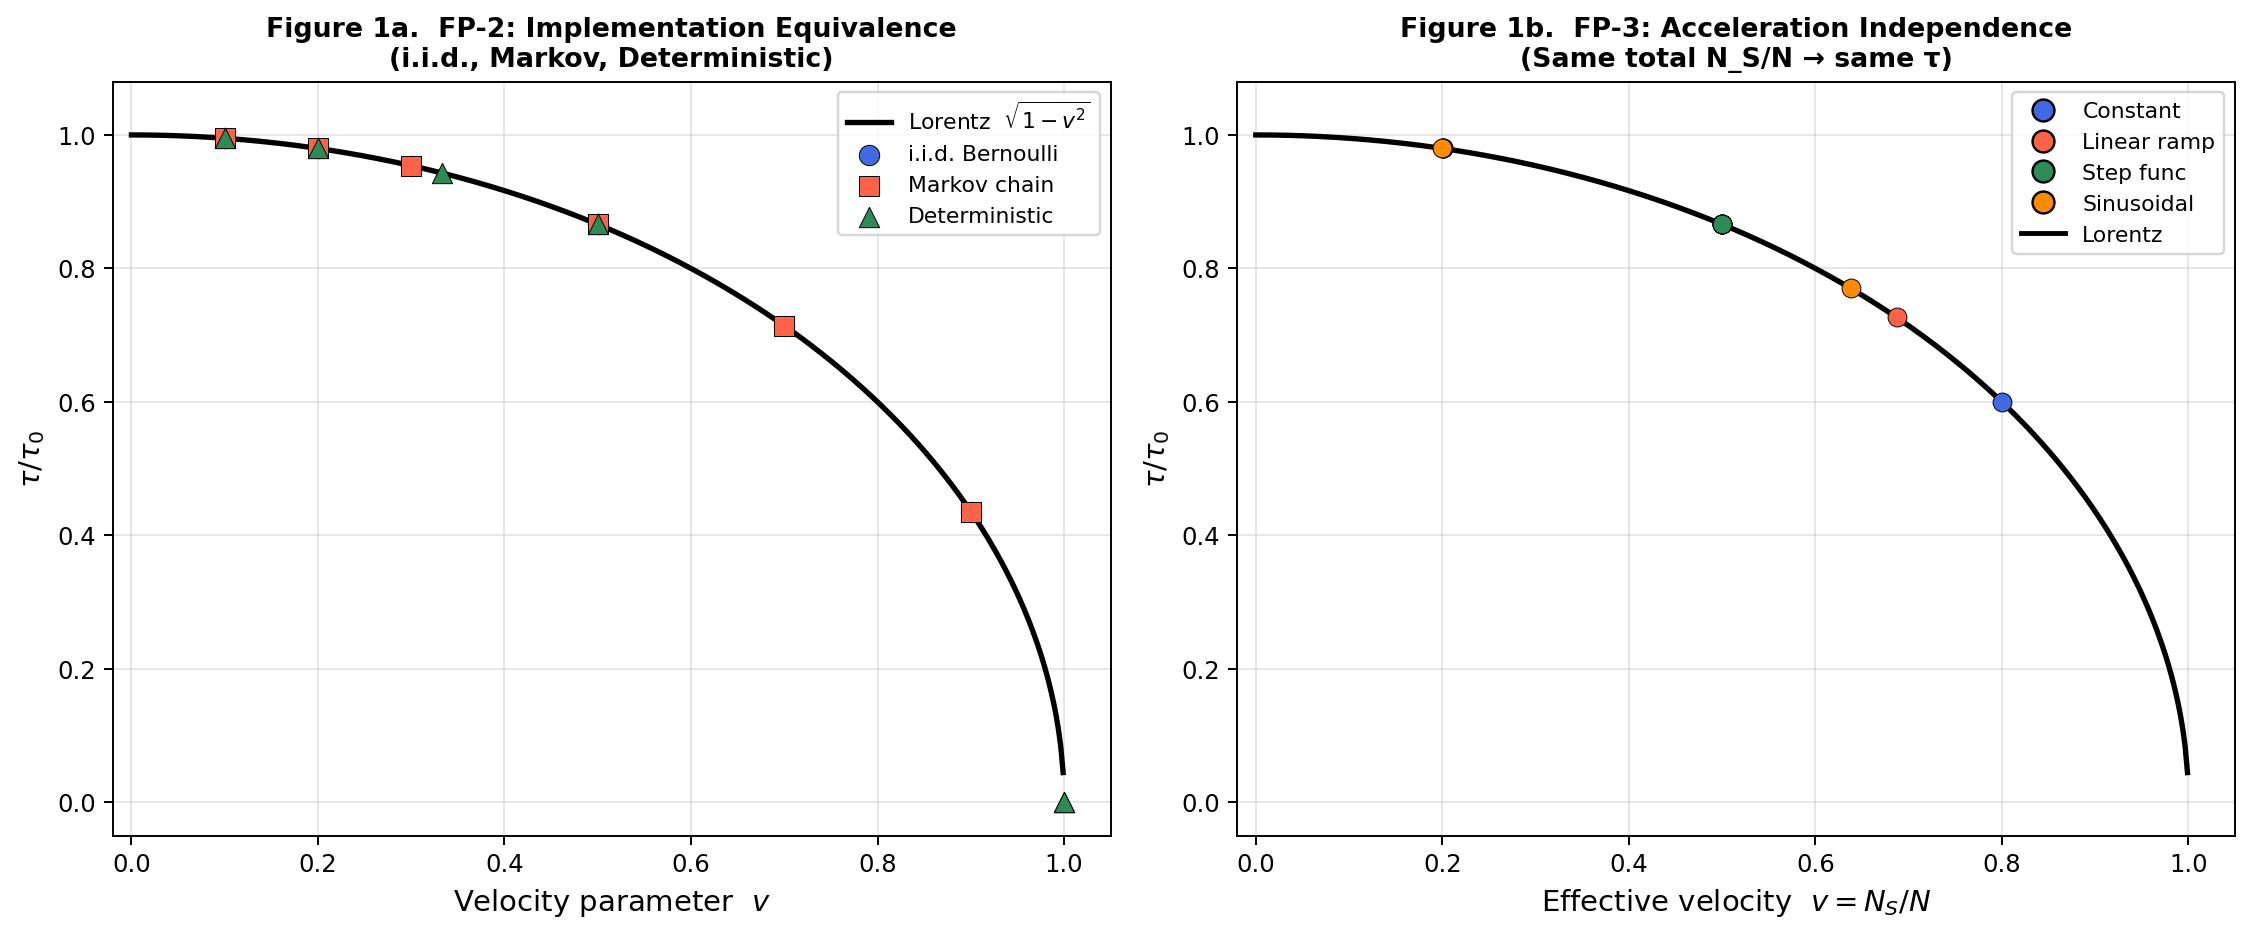 Figure 1a.  FP-2: Implementation Equivalence
(i.i.d., Markov, Deterministic)
Lorentz √1 − v²
i.i.d. Bernoulli
Markov chain
Deterministic
1.0
0.8
0.6
0.4
0.2
0.0
τ/τ₀
0.0 0.2 0.4 0.6 0.8 1.0
Velocity parameter v
Figure 1b.  FP-3: Acceleration Independence
(Same total N_S/N → same τ)
Constant
Linear ramp
Step func
Sinusoidal
Lorentz
1.0
0.8
0.6
0.4
0.2
0.0
τ/τ₀
0.0 0.2 0.4 0.6 0.8 1.0
Effective velocity v = N_S/N